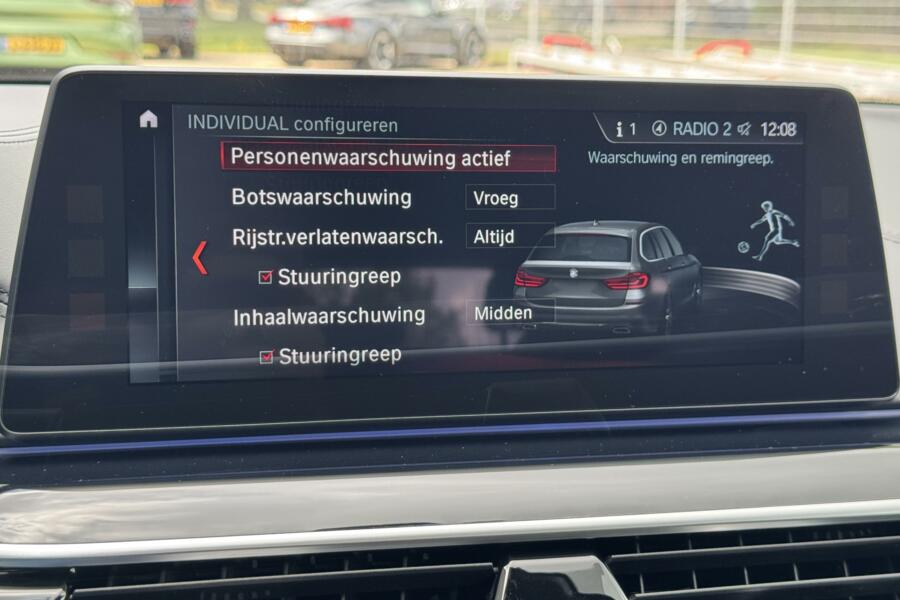 INDIVIDUAL configureren
1 RADIO 2 12:08
Personenwaarschuwing actief
Waarschuwing en remingreep.
Botswaarschuwing Vroeg
Rijstr.verlatenwaarsch. Altijd
Stuuringreep
Inhaalwaarschuwing Midden
Stuuringreep